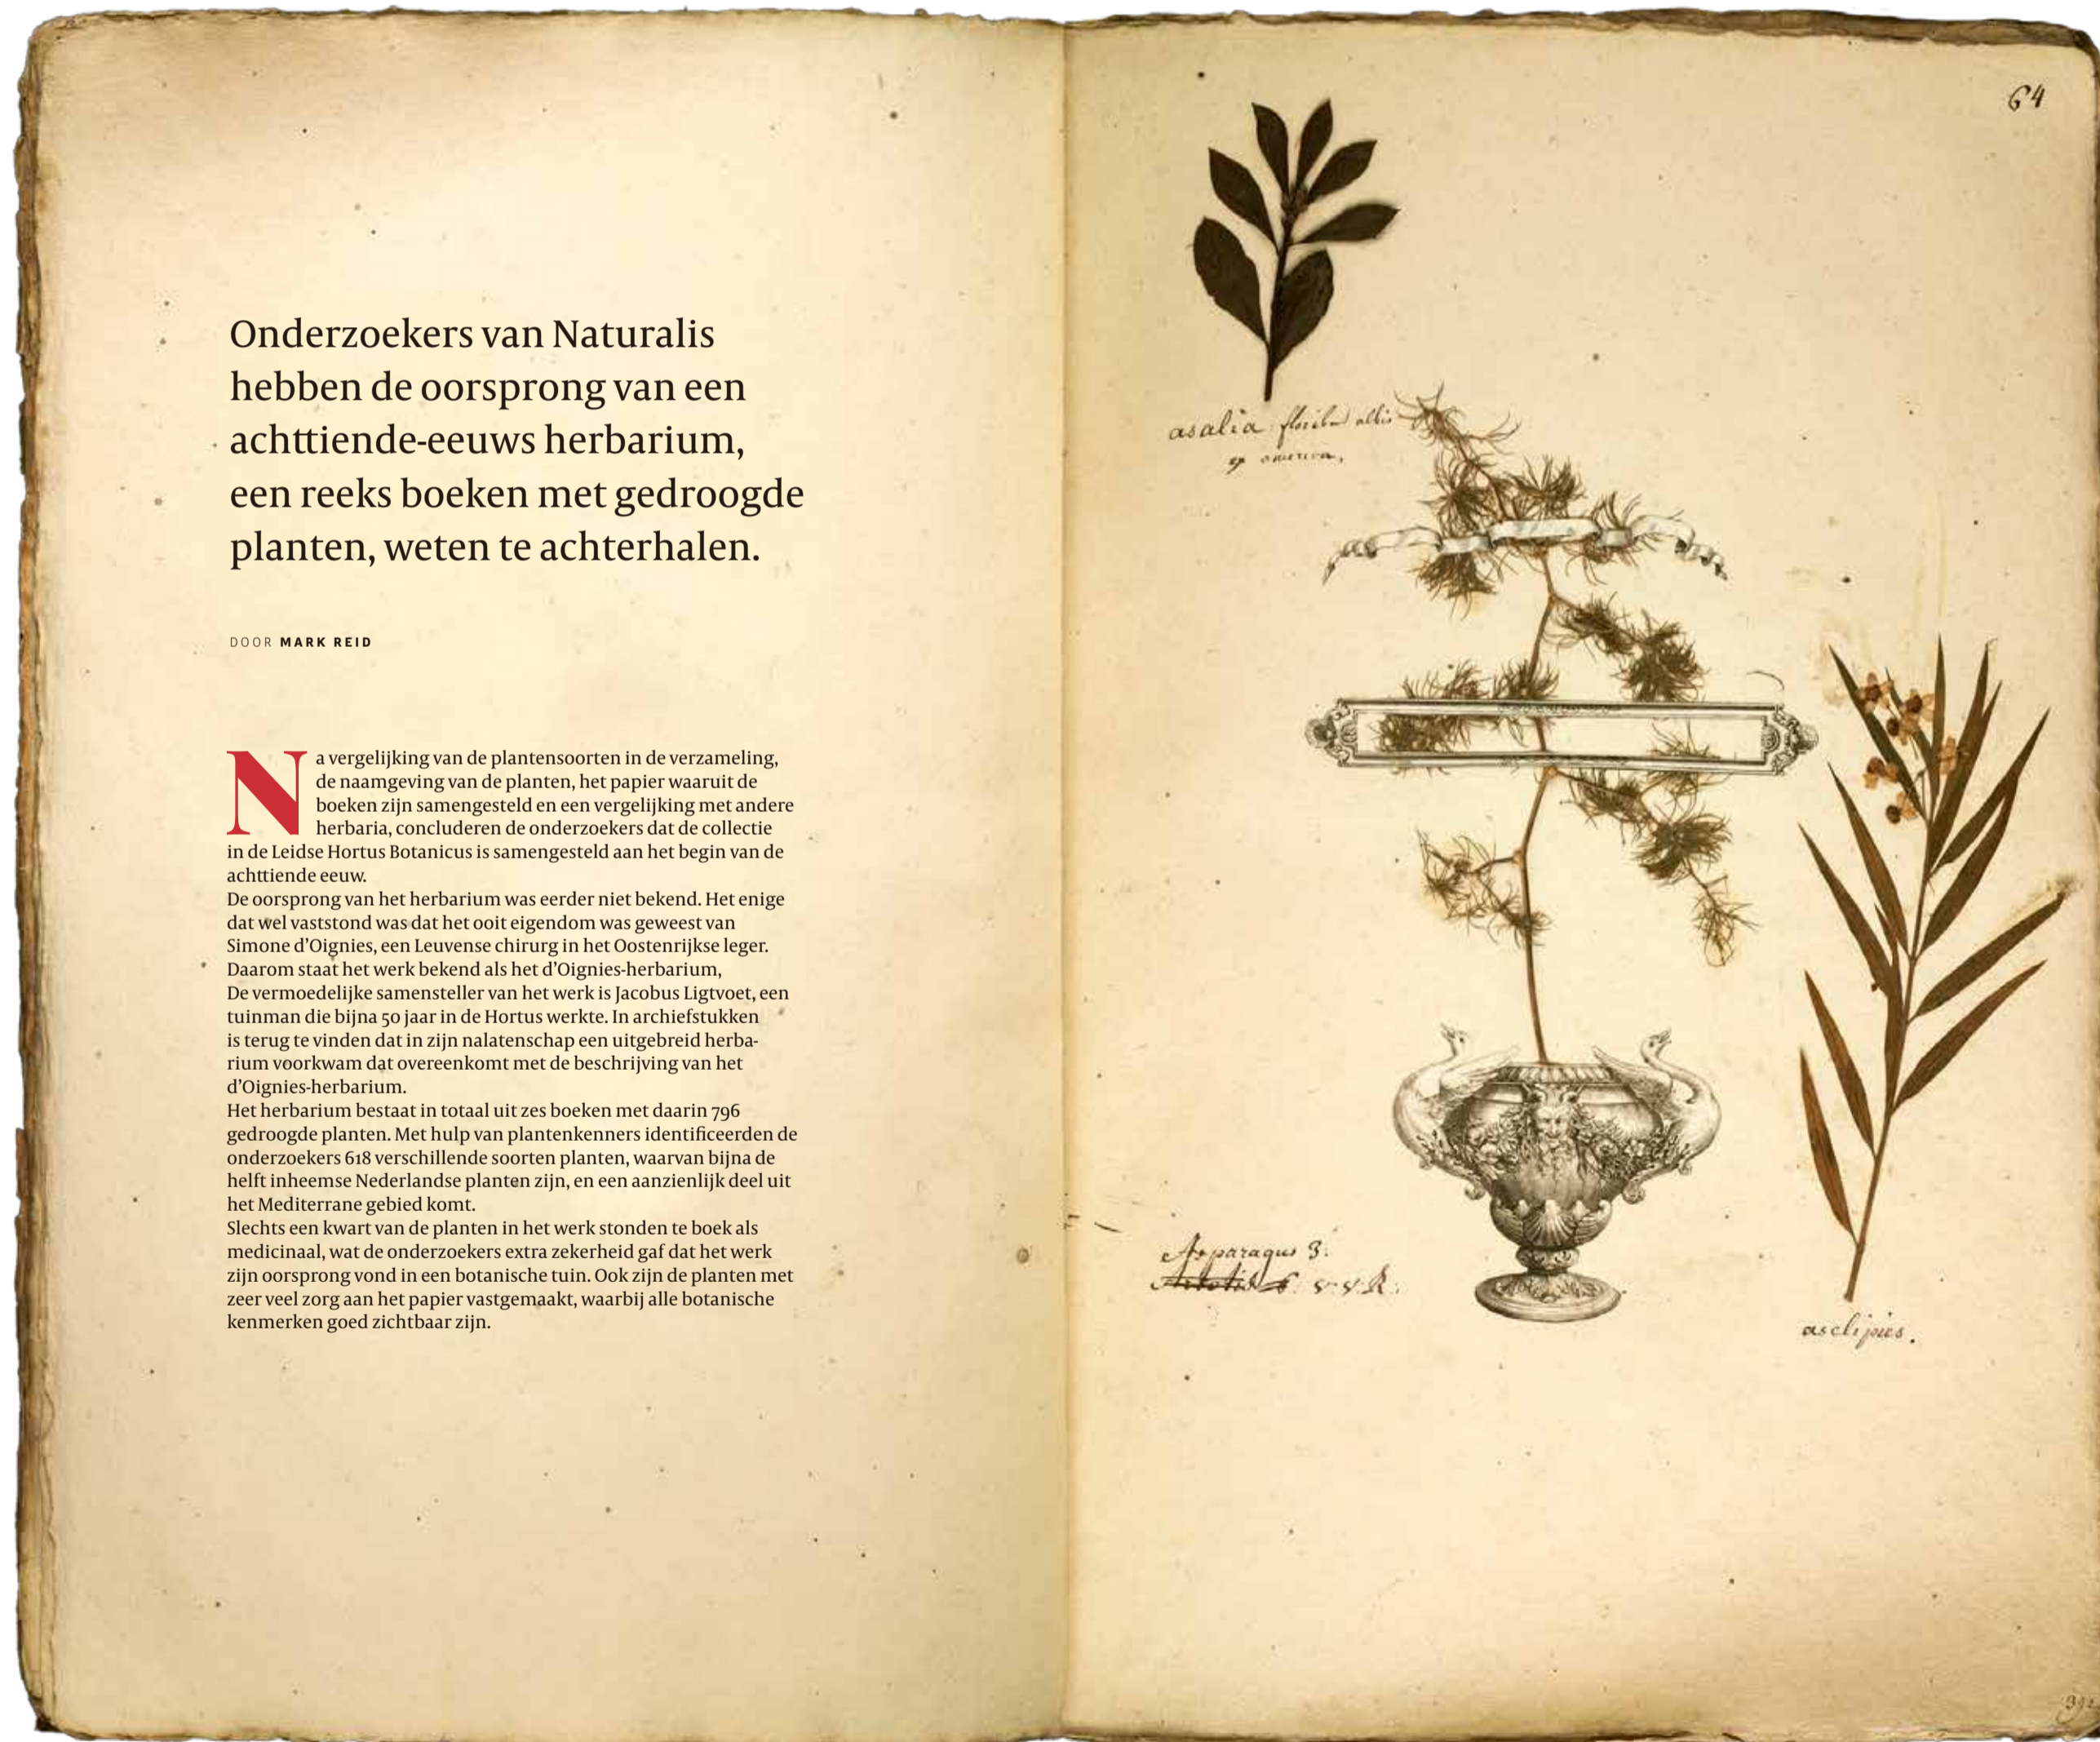 Onderzoekers van Naturalis
hebben de oorsprong van een
achttiende-eeuws herbarium,
een reeks boeken met gedroogde
planten, weten te achterhalen.
DOOR MARK REID
Na vergelijking van de plantensoorten in de verzameling,
de naamgeving van de planten, het papier waaruit de
boeken zijn samengesteld en een vergelijking met andere
herbaria, concluderen de onderzoekers dat de collectie
in de Leidse Hortus Botanicus is samengesteld aan het begin van de
achttiende eeuw.
De oorsprong van het herbarium was eerder niet bekend. Het enige
dat wel vaststond was dat het ooit eigendom was geweest van
Simone d’Oignies, een Leuvense chirurg in het Oostenrijkse leger.
Daarom staat het werk bekend als het d’Oignies-herbarium,
De vermoedelijke samensteller van het werk is Jacobus Ligtvoet, een
tuinman die bijna 50 jaar in de Hortus werkte. In archiefstukken
is terug te vinden dat in zijn nalatenschap een uitgebreid herba-
rium voorkwam dat overeenkomt met de beschrijving van het
d’Oignies-herbarium.
Het herbarium bestaat in totaal uit zes boeken met daarin 796
gedroogde planten. Met hulp van plantenkenners identificeerden de
onderzoekers 618 verschillende soorten planten, waarvan bijna de
helft inheemse Nederlandse planten zijn, en een aanzienlijk deel uit
het Mediterrane gebied komt.
Slechts een kwart van de planten in het werk stonden te boek als
medicinaal, wat de onderzoekers extra zekerheid gaf dat het werk
zijn oorsprong vond in een botanische tuin. Ook zijn de planten met
zeer veel zorg aan het papier vastgemaakt, waarbij alle botanische
kenmerken goed zichtbaar zijn.
64
asalia floribus albis
ex america,
Asparagus 3.
asclipies.